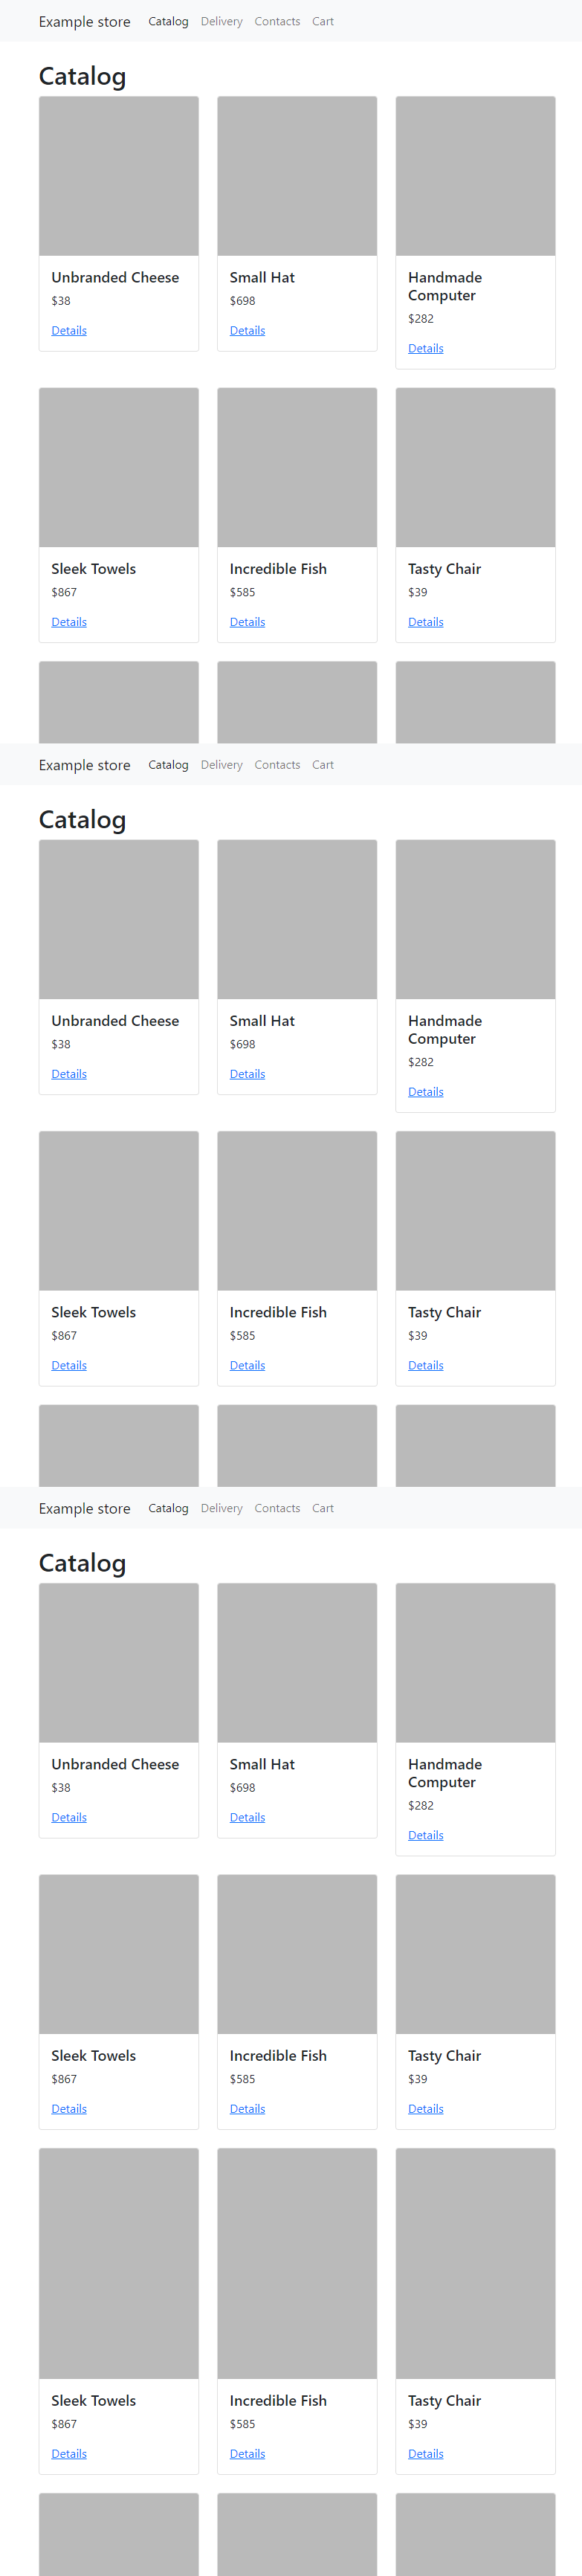 Example store Catalog Delivery Contacts Cart
Catalog
Unbranded Cheese
$38
Details
Small Hat
$698
Details
Handmade
Computer
$282
Details
Sleek Towels
$867
Details
Incredible Fish
$585
Details
Tasty Chair
$39
Details
Example store Catalog Delivery Contacts Cart
Catalog
Unbranded Cheese
$38
Details
Small Hat
$698
Details
Handmade
Computer
$282
Details
Sleek Towels
$867
Details
Incredible Fish
$585
Details
Tasty Chair
$39
Details
Example store Catalog Delivery Contacts Cart
Catalog
Unbranded Cheese
$38
Details
Small Hat
$698
Details
Handmade
Computer
$282
Details
Sleek Towels
$867
Details
Incredible Fish
$585
Details
Tasty Chair
$39
Details
Sleek Towels
$867
Details
Incredible Fish
$585
Details
Tasty Chair
$39
Details